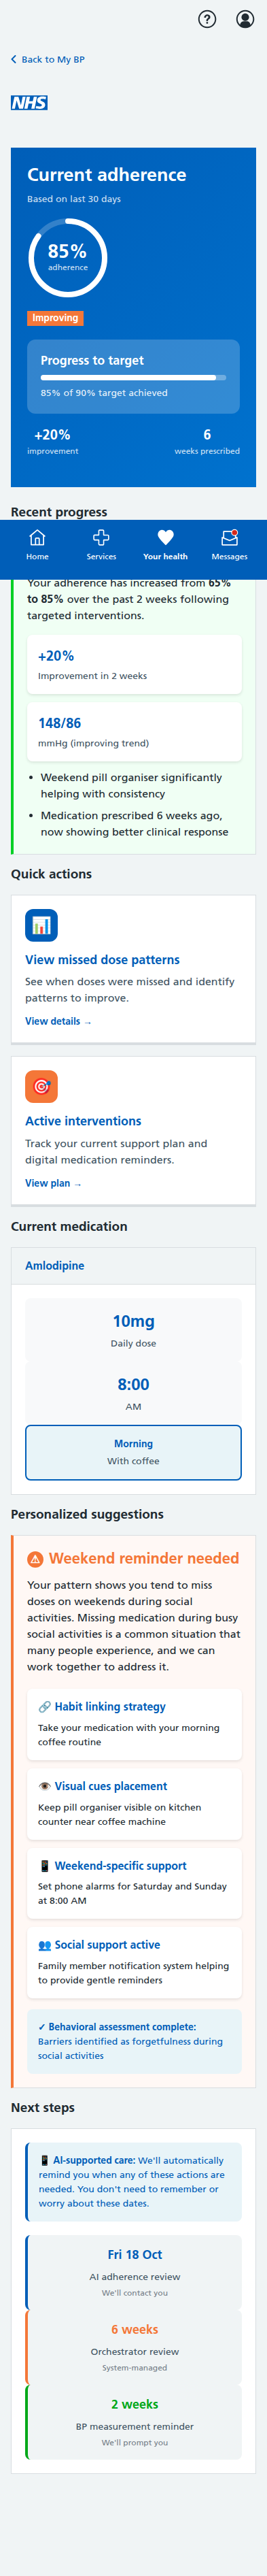 Back to My BP
NHS
Current adherence
Based on last 30 days
85%
adherence
Improving
Progress to target
85% of 90% target achieved
+20%
improvement
6
weeks prescribed
Recent progress
Home
Services
Your health
Messages
Your adherence has increased from 65%
to 85% over the past 2 weeks following
targeted interventions.
+20%
Improvement in 2 weeks
148/86
mmHg (improving trend)
• Weekend pill organiser significantly
helping with consistency
• Medication prescribed 6 weeks ago,
now showing better clinical response
Quick actions
View missed dose patterns
See when doses were missed and identify
patterns to improve.
View details →
Active interventions
Track your current support plan and
digital medication reminders.
View plan →
Current medication
Amlodipine
10mg
Daily dose
8:00
AM
Morning
With coffee
Personalized suggestions
Weekend reminder needed
Your pattern shows you tend to miss
doses on weekends during social
activities. Missing medication during busy
social activities is a common situation that
many people experience, and we can
work together to address it.
Habit linking strategy
Take your medication with your morning
coffee routine
Visual cues placement
Keep pill organiser visible on kitchen
counter near coffee machine
Weekend-specific support
Set phone alarms for Saturday and Sunday
at 8:00 AM
Social support active
Family member notification system helping
to provide gentle reminders
✓ Behavioral assessment complete:
Barriers identified as forgetfulness during
social activities
Next steps
AI-supported care: We'll automatically
remind you when any of these actions are
needed. You don't need to remember or
worry about these dates.
Fri 18 Oct
AI adherence review
We'll contact you
6 weeks
Orchestrator review
System-managed
2 weeks
BP measurement reminder
We'll prompt you